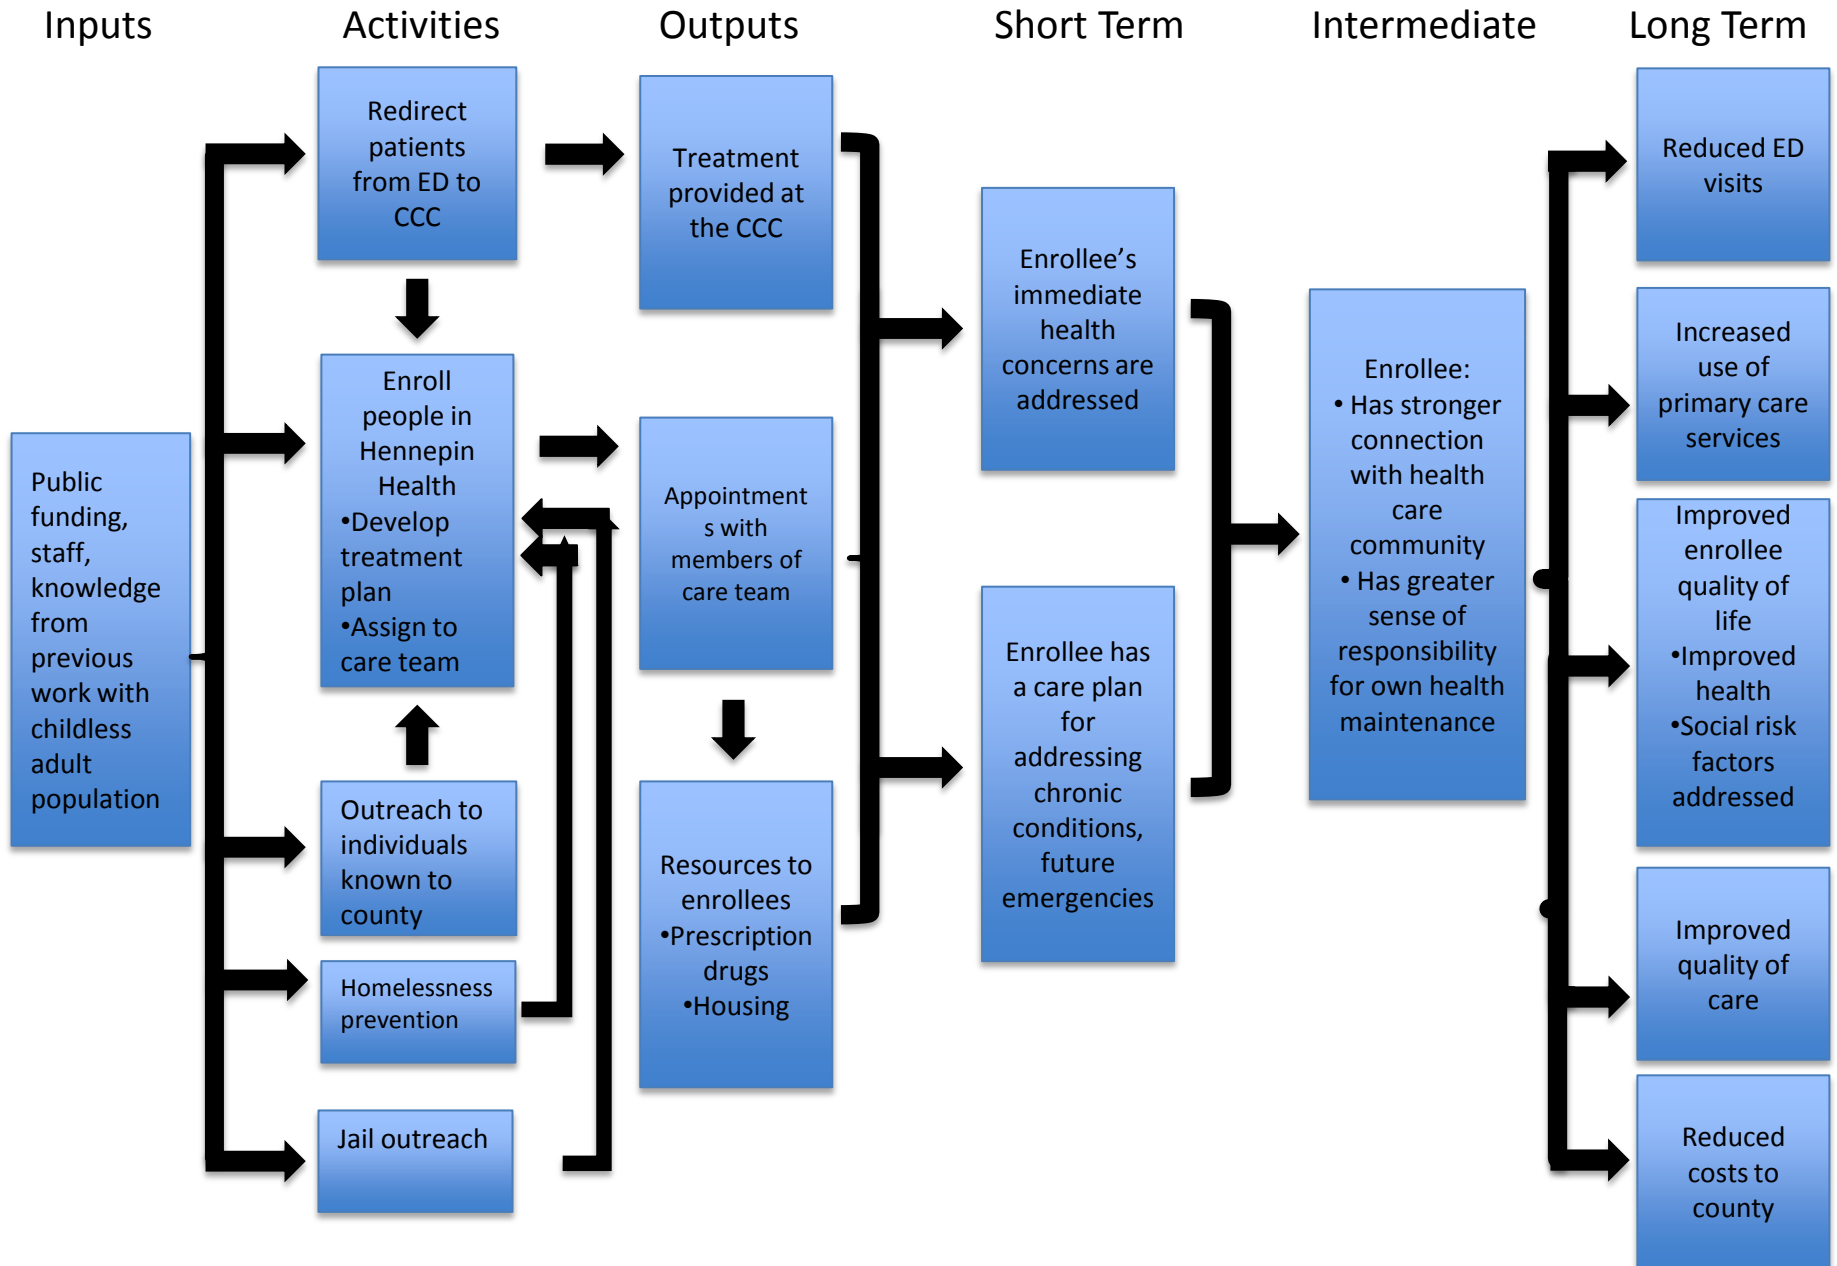 Inputs
Activities
Outputs
Short Term
Intermediate
Long Term
Public
funding,
staff,
knowledge
from
previous
work with
childless
adult
population
Redirect
patients
from ED to
CCC
Enroll
people in
Hennepin
Health
•Develop
treatment
plan
•Assign to
care team
Outreach to
individuals
known to
county
Homelessness
prevention
Jail outreach
Treatment
provided at
the CCC
Appointment
s with
members of
care team
Resources to
enrollees
•Prescription
drugs
•Housing
Enrollee’s
immediate
health
concerns are
addressed
Enrollee has
a care plan
for
addressing
chronic
conditions,
future
emergencies
Enrollee:
• Has stronger
connection
with health
care
community
• Has greater
sense of
responsibility
for own health
maintenance
Reduced ED
visits
Increased
use of
primary care
services
Improved
enrollee
quality of
life
•Improved
health
•Social risk
factors
addressed
Improved
quality of
care
Reduced
costs to
county